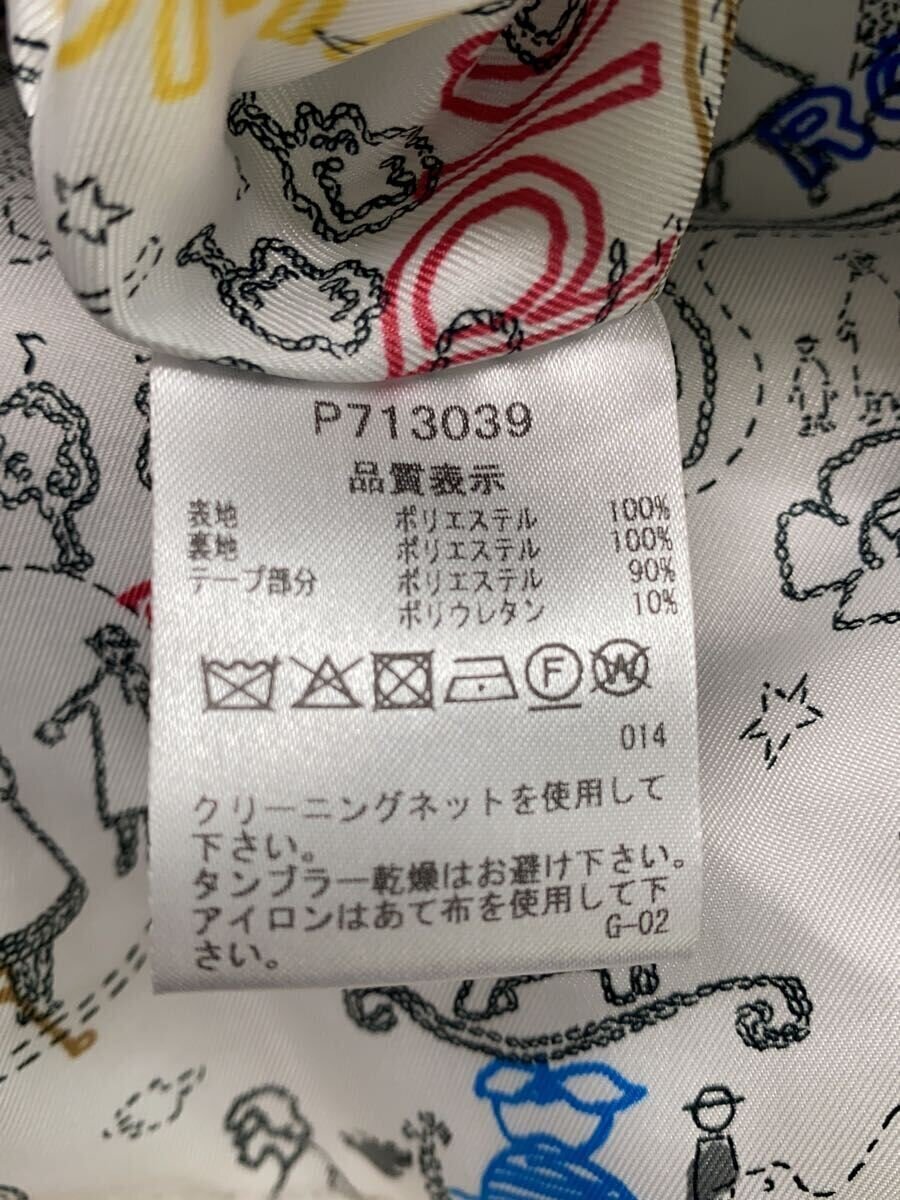 P713039
品質表示
表地 ポリエステル 100%
裏地 ポリエステル 100%
テープ部分 ポリエステル 90%
ポリウレタン 10%
F W
014
クリーニングネットを使用して
下さい。
タンブラー乾燥はお避け下さい。
アイロンはあて布を使用して下
さい。
G-02